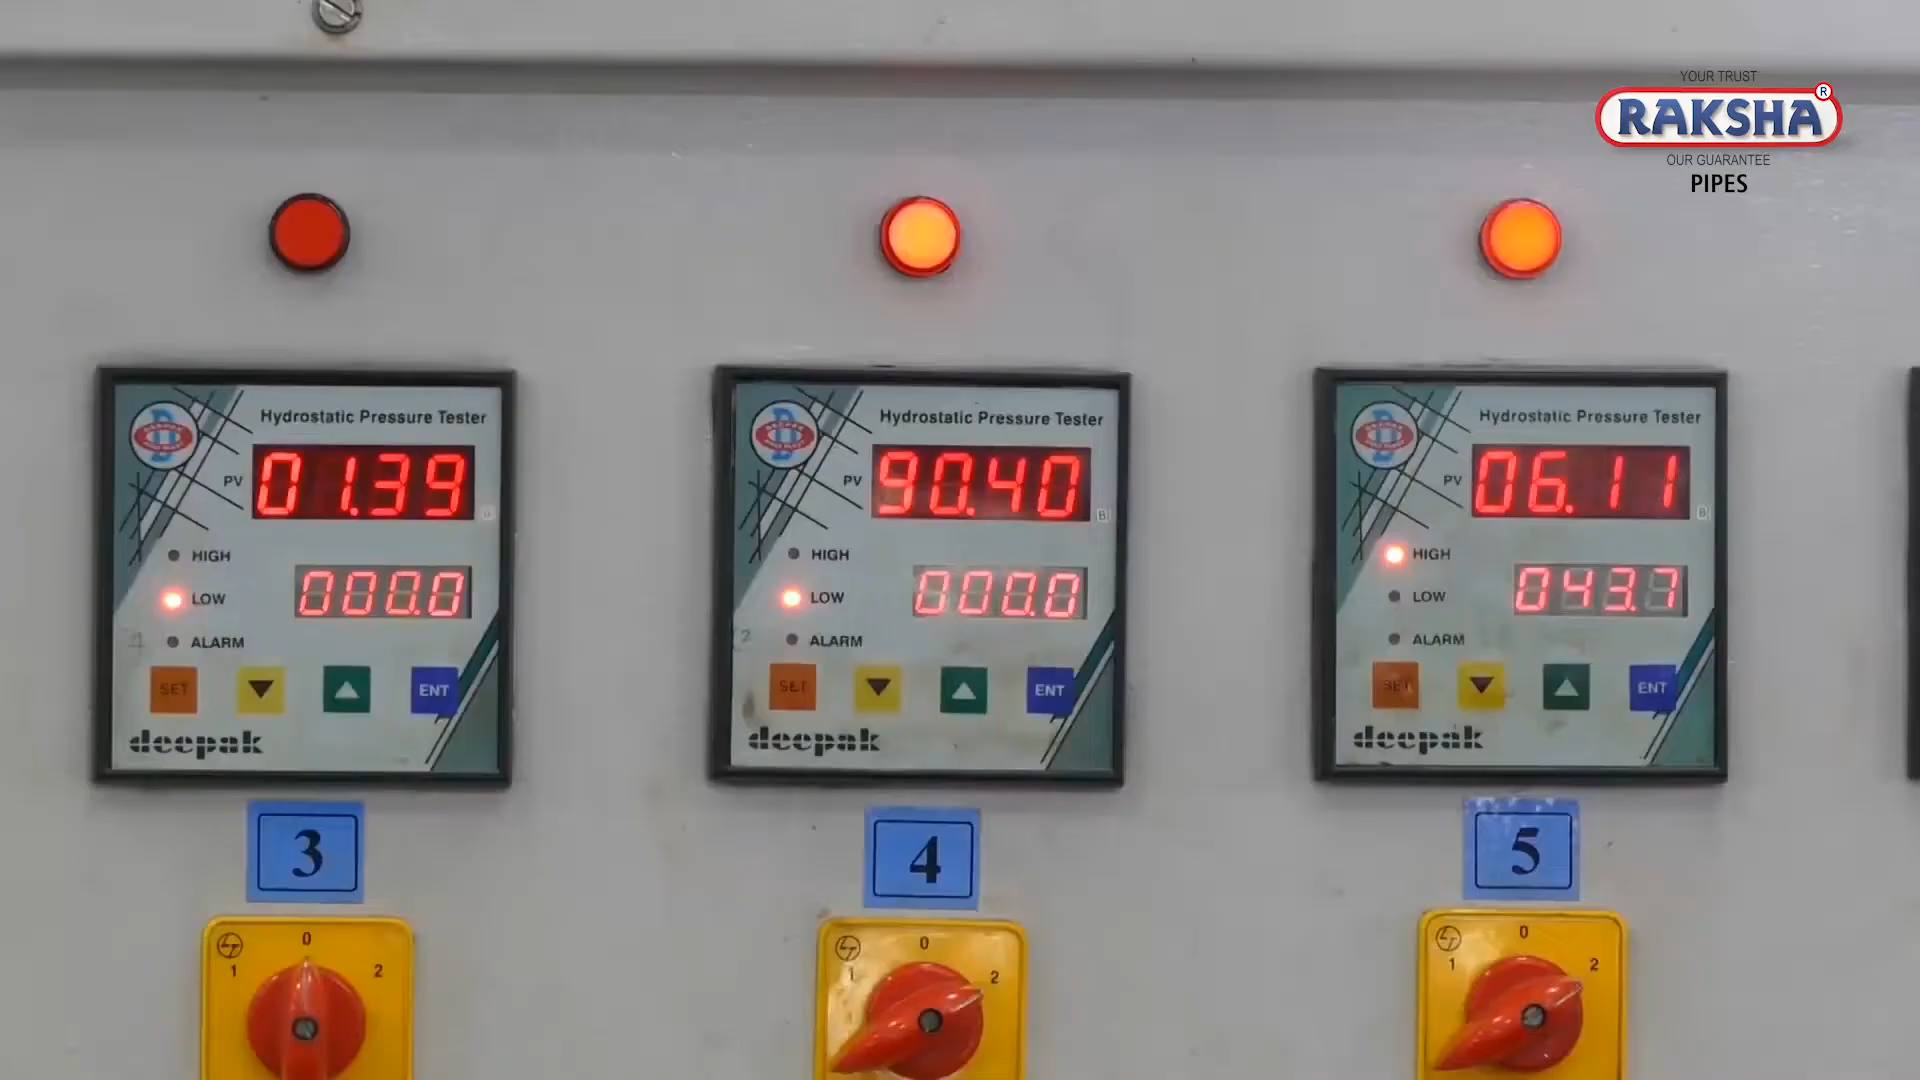 YOUR TRUST
RAKSHA
R
OUR GUARANTEE
PIPES
Hydrostatic Pressure Tester
PV 01.39
HIGH
LOW 000.0
ALARM
SET ENT
deepak
3
0
1 2
Hydrostatic Pressure Tester
PV 90.40
B
HIGH
LOW 000.0
2
ALARM
SET ENT
deepak
4
0
1 2
Hydrostatic Pressure Tester
PV 06.11
B
HIGH
LOW 043.7
ALARM
SET ENT
deepak
5
0
1 2